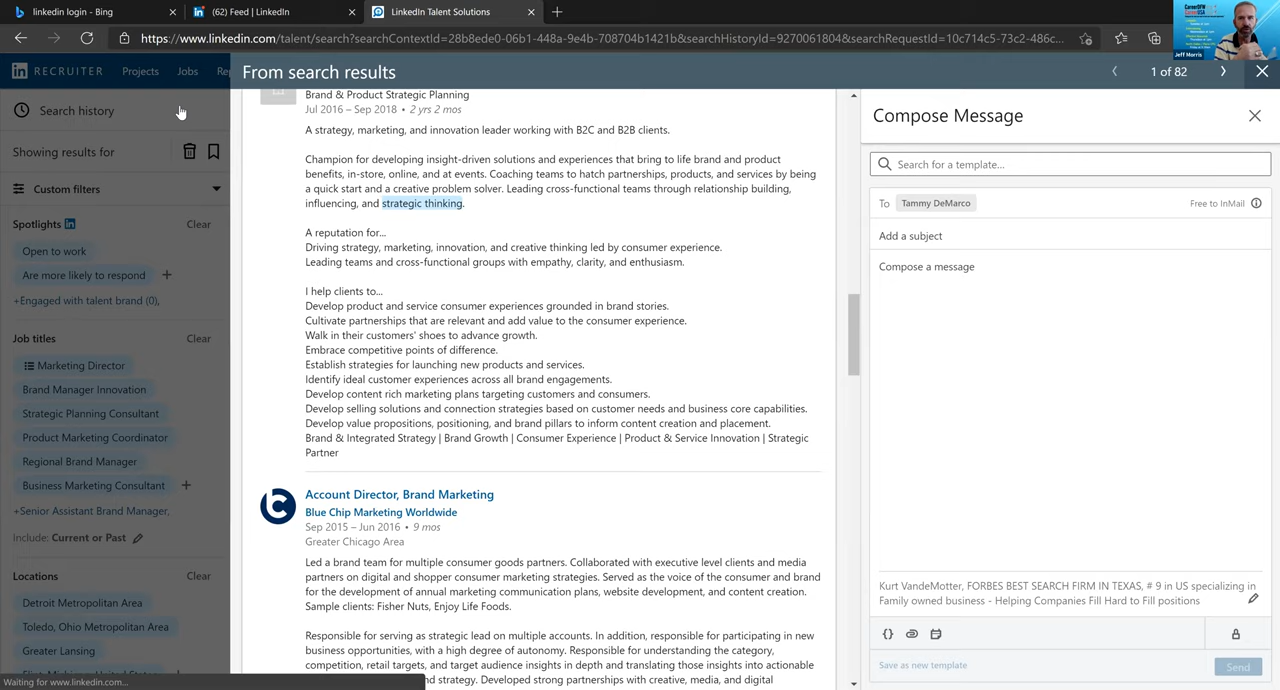 linkedin login - Bing
(62) Feed | LinkedIn
LinkedIn Talent Solutions
https://www.linkedin.com/talent/search?searchContextId=28b8ecd3-06b1-448a-9e4b-708704b1421b&searchHistoryId=9270061804&searchRequestId=10c714c5-73c2-486c...
Jeff Morris
in RECRUITER
Projects
Jobs
From search results
1 of 82
Search history
Showing results for
Custom filters
Spotlights in
Clear
Open to work
Are more likely to respond
+Engaged with talent brand (0),
Job titles
Clear
Marketing Director
Brand Manager Innovation
Strategic Planning Consultant
Product Marketing Coordinator
Regional Brand Manager
Business Marketing Consultant
+Senior Assistant Brand Manager,
Include: Current or Past
Locations
Clear
Detroit Metropolitan Area
Toledo, Ohio Metropolitan Area
Greater Lansing
Waiting for www.linkedin.com...
Brand & Product Strategic Planning
Jul 2016 – Sep 2018 • 2 yrs 2 mos
A strategy, marketing, and innovation leader working with B2C and B2B clients.
Champion for developing insight-driven solutions and experiences that bring to life brand and product
benefits, in-store, online, and at events. Coaching teams to hatch partnerships, products, and services by being
a quick start and a creative problem solver. Leading cross-functional teams through relationship building,
influencing, and strategic thinking.
A reputation for...
Driving strategy, marketing, innovation, and creative thinking led by consumer experience.
Leading teams and cross-functional groups with empathy, clarity, and enthusiasm.
I help clients to...
Develop product and service consumer experiences grounded in brand stories.
Cultivate partnerships that are relevant and add value to the consumer experience.
Walk in their customers' shoes to advance growth.
Embrace competitive points of difference.
Establish strategies for launching new products and services.
Identify ideal customer experiences across all brand engagements.
Develop content rich marketing plans targeting customers and consumers.
Develop selling solutions and connection strategies based on customer needs and business core capabilities.
Develop value propositions, positioning, and brand pillars to inform content creation and placement.
Brand & Integrated Strategy | Brand Growth | Consumer Experience | Product & Service Innovation | Strategic
Partner
Account Director, Brand Marketing
Blue Chip Marketing Worldwide
Sep 2015 – Jun 2016 • 9 mos
Greater Chicago Area
Led a brand team for multiple consumer goods partners. Collaborated with executive level clients and media
partners on digital and shopper consumer marketing strategies. Served as the voice of the consumer and brand
for the development of annual marketing communication plans, website development, and content creation.
Sample clients: Fisher Nuts, Enjoy Life Foods.
Responsible for serving as strategic lead on multiple accounts. In addition, responsible for participating in new
business opportunities, with a high degree of autonomy. Responsible for understanding the category,
competition, retail targets, and target audience insights in depth and translating those insights into actionable
nd strategy. Developed strong partnerships with creative, media, and digital
Compose Message
Search for a template...
To Tammy DeMarco
Free to InMail
Add a subject
Compose a message
Kurt VandeMotter, FORBES BEST SEARCH FIRM IN TEXAS, # 9 in US specializing in
Family owned business - Helping Companies Fill Hard to Fill positions
Save as new template
Send